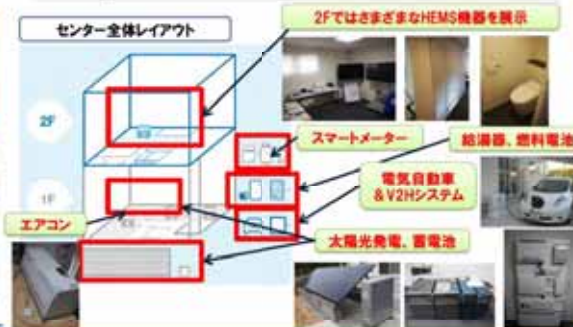 センター全体レイアウト
2FではさまざまなHEMS機器を展示
2F
スマートメーター
給湯器、燃料電池
電気自動車
&V2Hシステム
1F
エアコン
太陽光発電、蓄電池